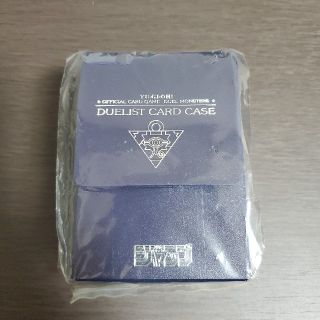 YU-GI-OH!
OFFICIAL CARD GAME DUEL MONSTERS
DUELIST CARD CASE